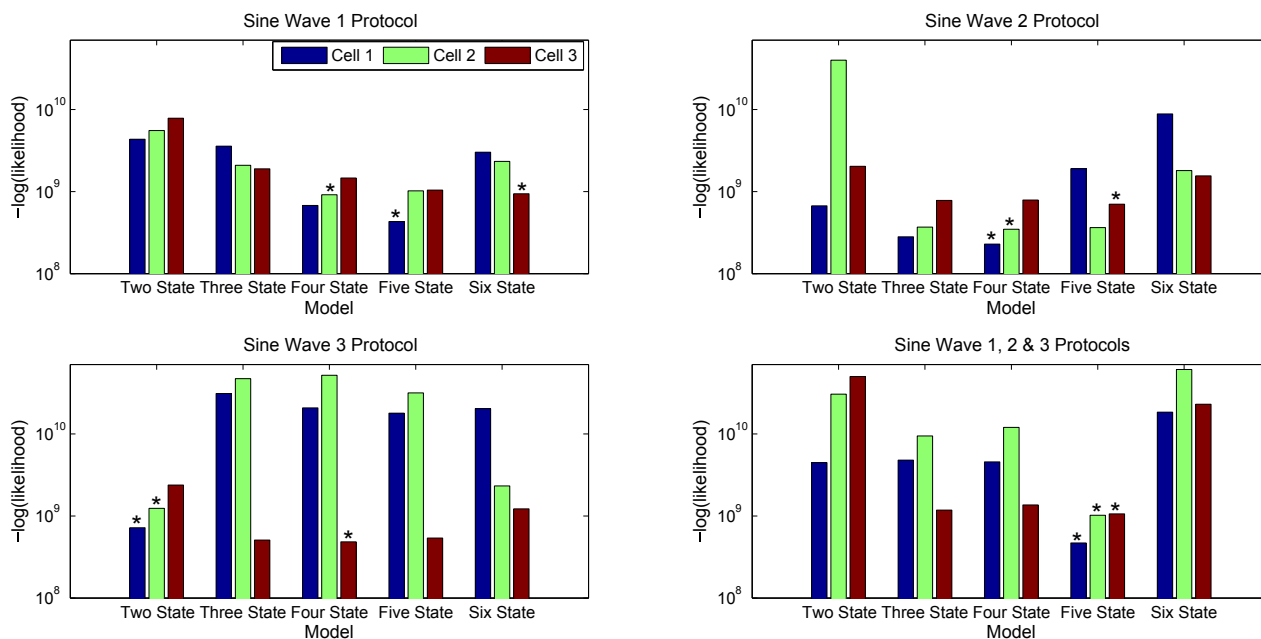 Sine Wave 1 Protocol
Cell 1 Cell 2 Cell 3
−log(likelihood)
10^10
10^9
10^8
* * *
Two State Three State Four State Five State Six State
Model
Sine Wave 2 Protocol
−log(likelihood)
10^10
10^9
10^8
* * *
Two State Three State Four State Five State Six State
Model
Sine Wave 3 Protocol
−log(likelihood)
10^10
10^9
10^8
* * *
Two State Three State Four State Five State Six State
Model
Sine Wave 1, 2 & 3 Protocols
−log(likelihood)
10^10
10^9
10^8
* * *
Two State Three State Four State Five State Six State
Model